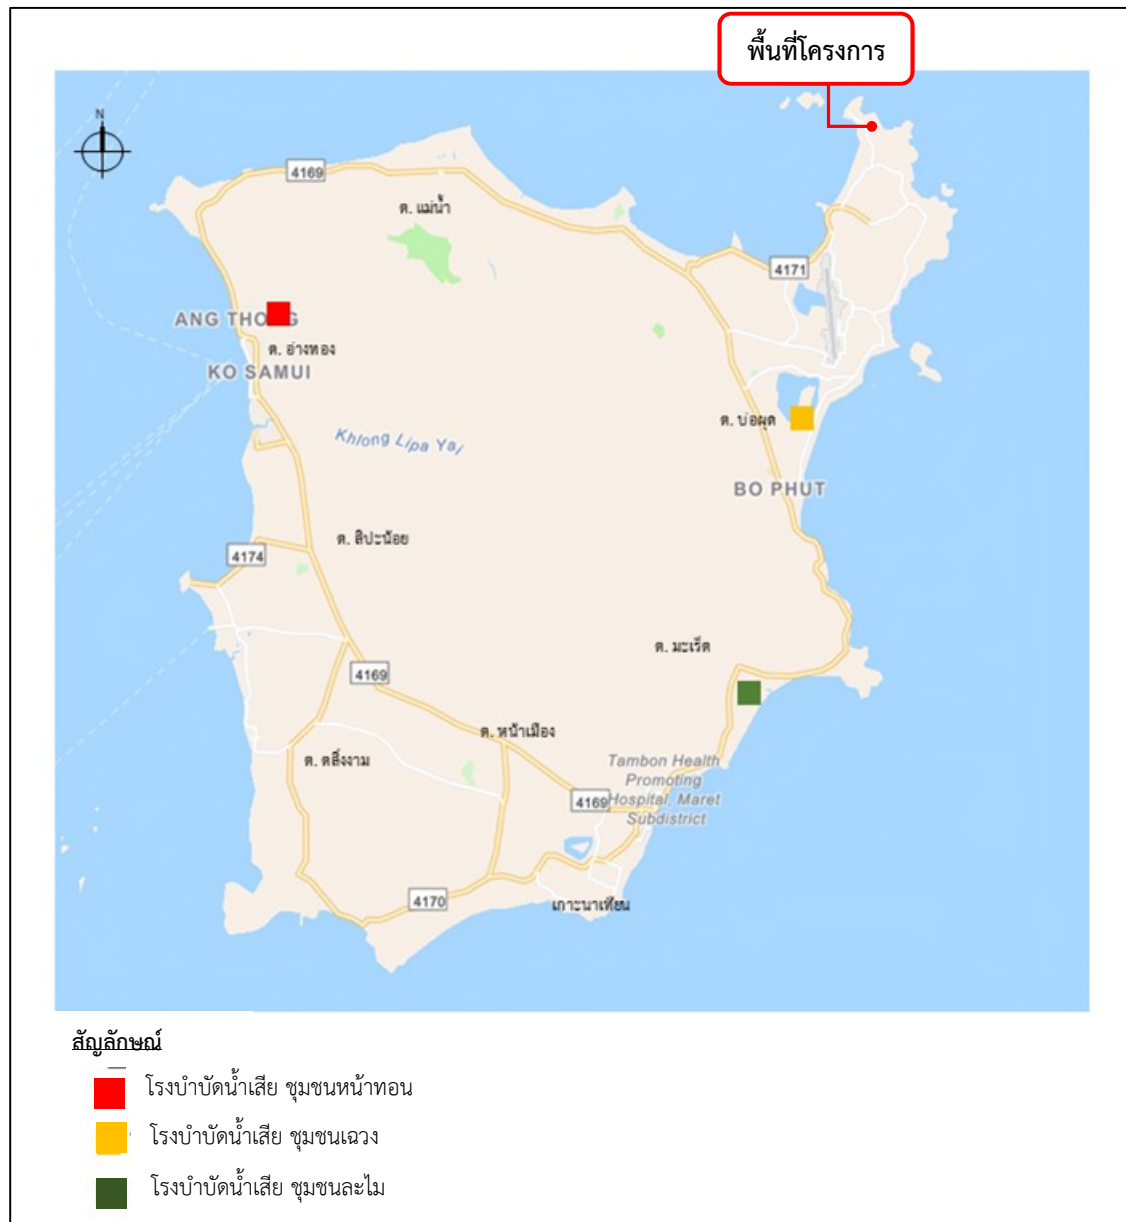 พื้นที่โครงการ
N
4169
ต. แม่น้ำ
4171
ANG THONG
ต. อ่างทอง
KO SAMUI
ต. บ่อผุด
Khlong Lipa Yai
BO PHUT
ต. ลิปะน้อย
4174
ต. มะเร็ต
4169
ต. หน้าเมือง
ต. ตลิ่งงาม
Tambon Health
Promoting
Hospital, Maret
Subdistrict
4169
4170
เกาะนาเทียน
สัญลักษณ์
โรงบำบัดน้ำเสีย ชุมชนหน้าทอน
โรงบำบัดน้ำเสีย ชุมชนเฉวง
โรงบำบัดน้ำเสีย ชุมชนละไม